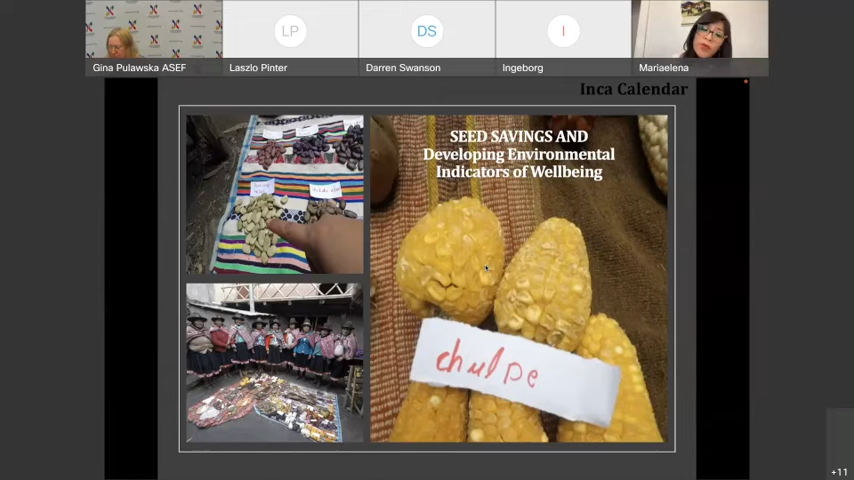 LP
DS
I
Gina Pulawska ASEF
Laszlo Pinter
Darren Swanson
Ingeborg
Mariaelena
Inca Calendar
SEED SAVINGS AND
Developing Environmental
Indicators of Wellbeing
chulpe
+11